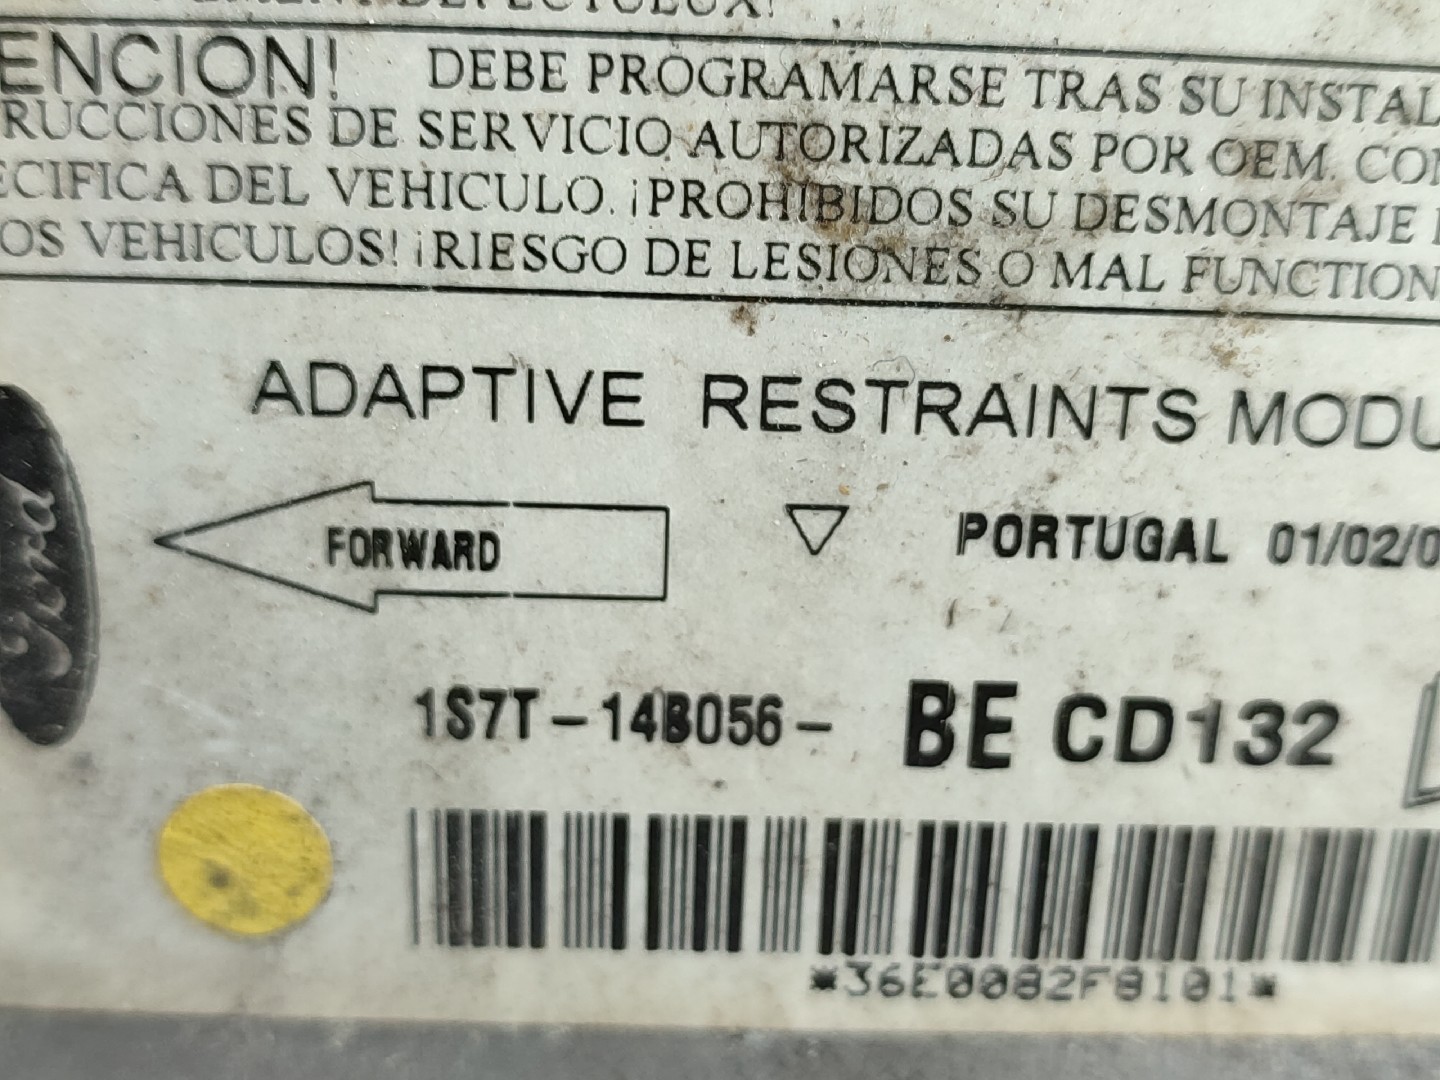 ENCION! DEBE PROGRAMARSE TRAS SU INSTAL
RUCCIONES DE SERVICIO AUTORIZADAS POR OEM. CO
ECIFICA DEL VEHICULO. ¡PROHIBIDOS SU DESMONTAJE
OS VEHICULOS! ¡RIESGO DE LESIONES O MAL FUNCTION
ADAPTIVE RESTRAINTS MODU
Ford
FORWARD
PORTUGAL 01/02/0
1S7T-14B056- BE CD132
*36E0082F8101*